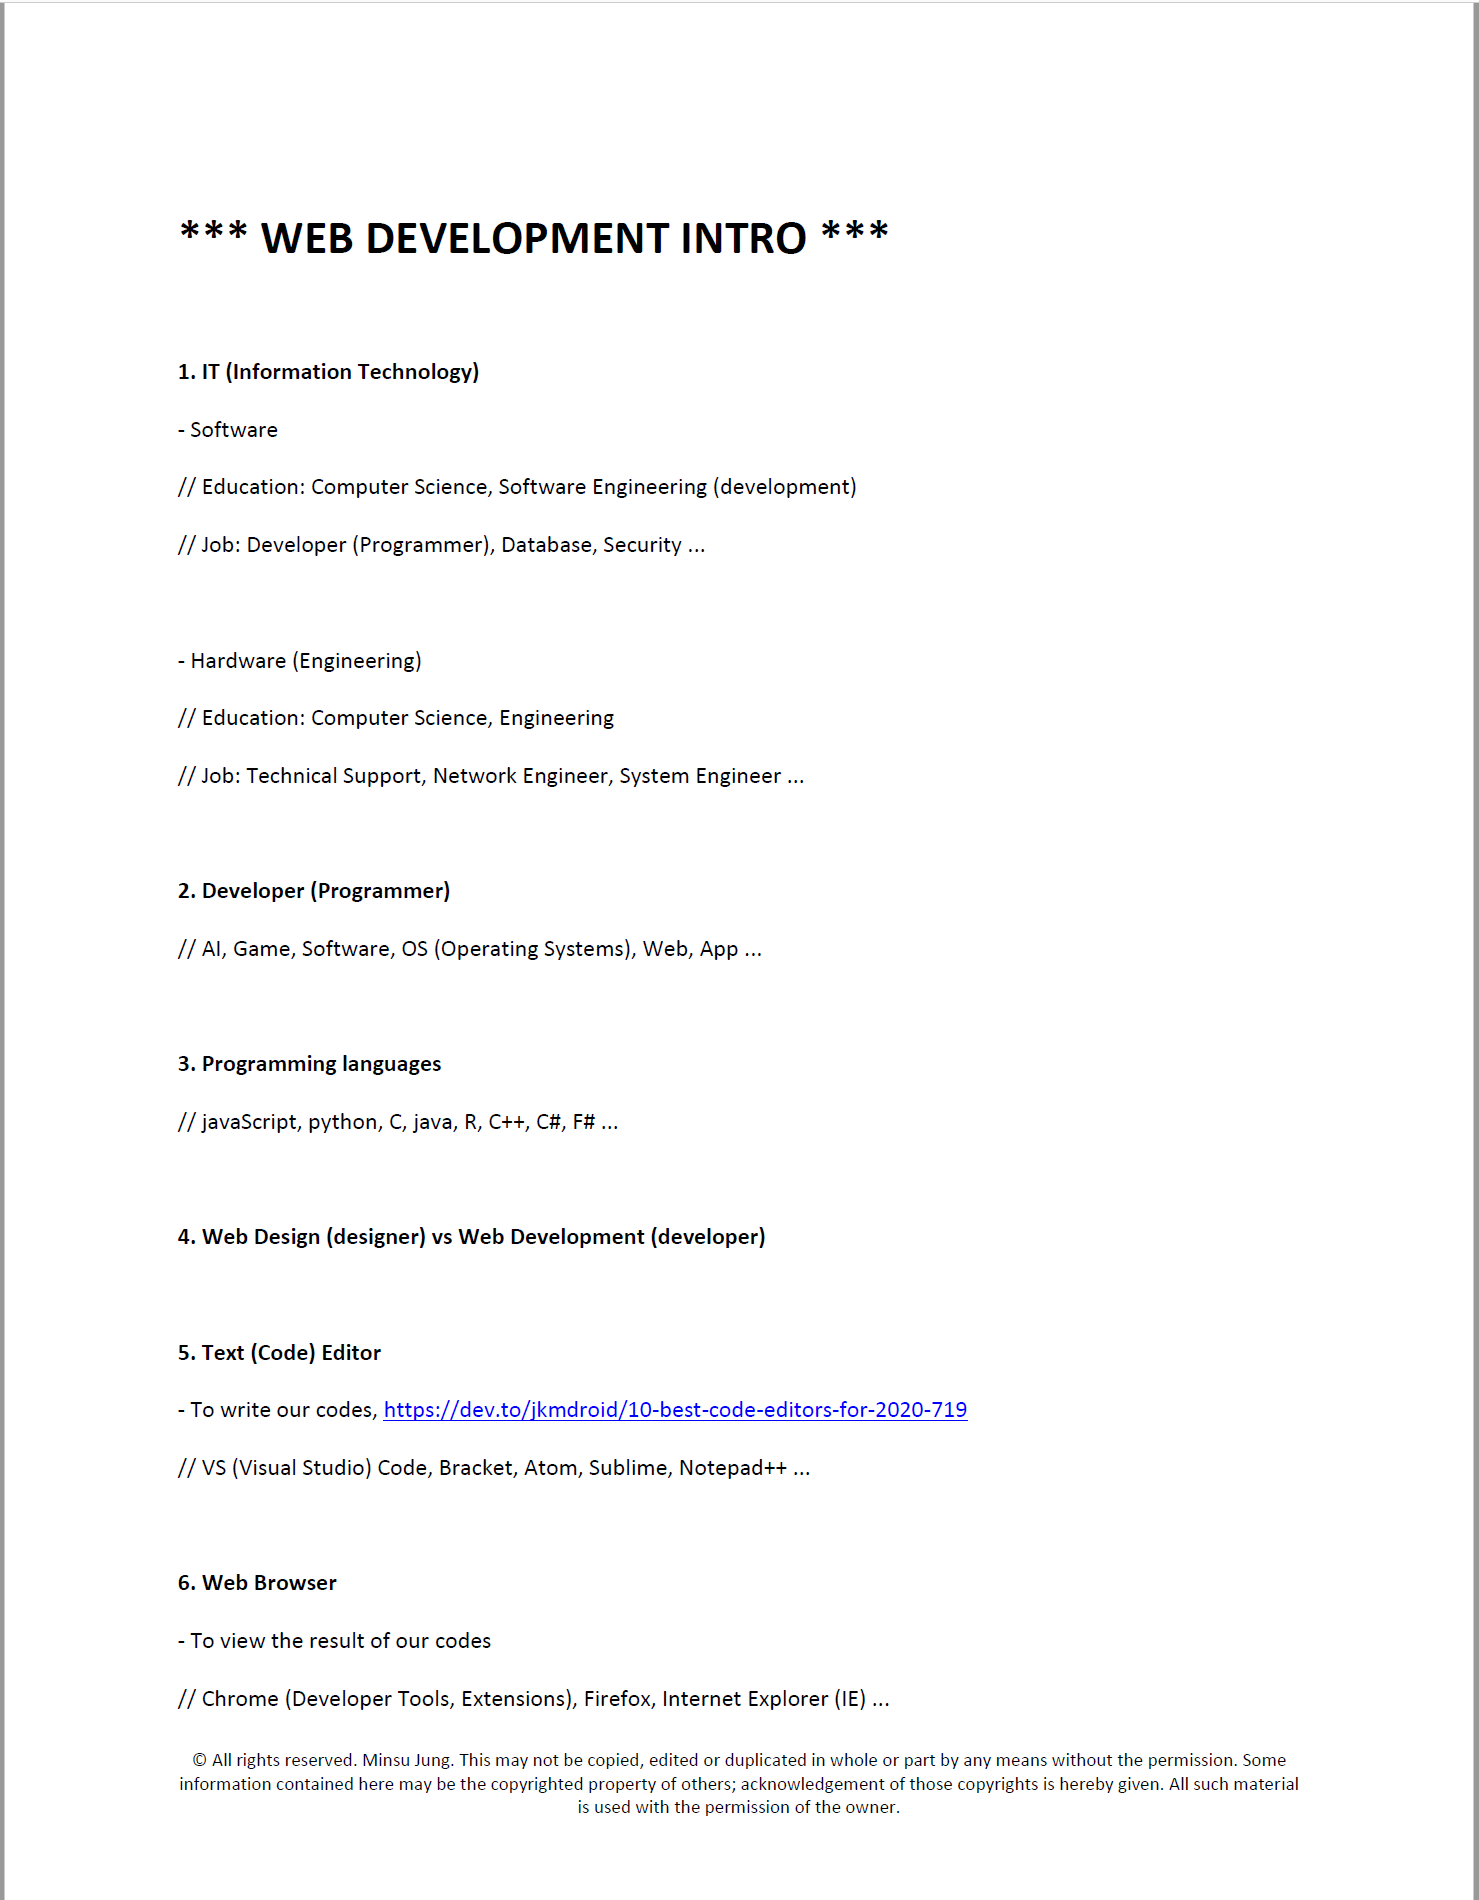 *** WEB DEVELOPMENT INTRO ***
1. IT (Information Technology)
- Software
// Education: Computer Science, Software Engineering (development)
// Job: Developer (Programmer), Database, Security ...
- Hardware (Engineering)
// Education: Computer Science, Engineering
// Job: Technical Support, Network Engineer, System Engineer ...
2. Developer (Programmer)
// AI, Game, Software, OS (Operating Systems), Web, App ...
3. Programming languages
// javaScript, python, C, java, R, C++, C#, F# ...
4. Web Design (designer) vs Web Development (developer)
5. Text (Code) Editor
- To write our codes, https://dev.to/jkmdroid/10-best-code-editors-for-2020-719
// VS (Visual Studio) Code, Bracket, Atom, Sublime, Notepad++ ...
6. Web Browser
- To view the result of our codes
// Chrome (Developer Tools, Extensions), Firefox, Internet Explorer (IE) ...
© All rights reserved. Minsu Jung. This may not be copied, edited or duplicated in whole or part by any means without the permission. Some
information contained here may be the copyrighted property of others; acknowledgement of those copyrights is hereby given. All such material
is used with the permission of the owner.